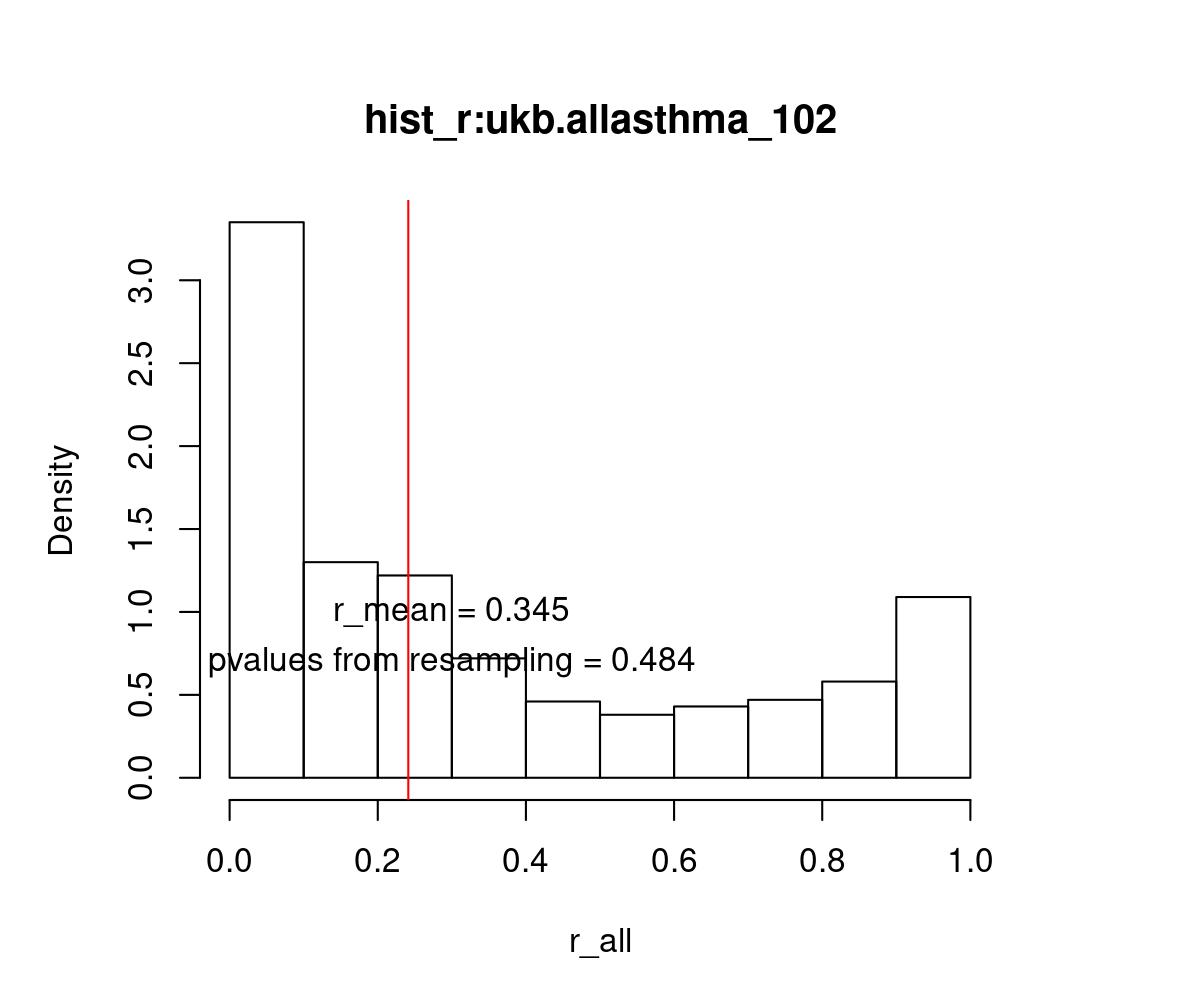 hist_r:ukb.allasthma_102
3.0
2.5
2.0
1.5
1.0
0.5
0.0
Density
r_mean = 0.345
pvalues from resampling = 0.484
0.0 0.2 0.4 0.6 0.8 1.0
r_all